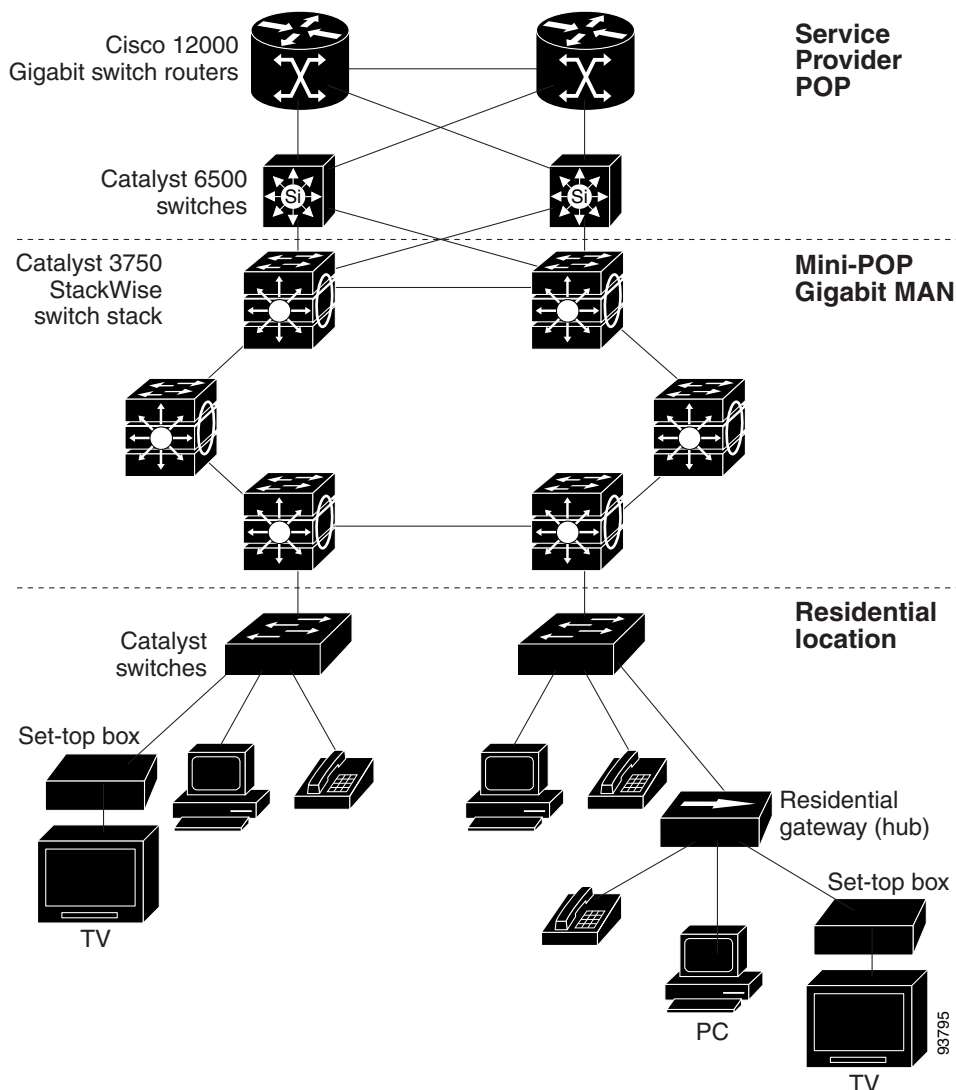 Cisco 12000
Gigabit switch routers
Service
Provider
POP
Catalyst 6500
switches
Si
Si
Catalyst 3750
StackWise
switch stack
Mini-POP
Gigabit MAN
Residential
location
Catalyst
switches
Set-top box
TV
Residential
gateway (hub)
Set-top box
PC
TV
93795